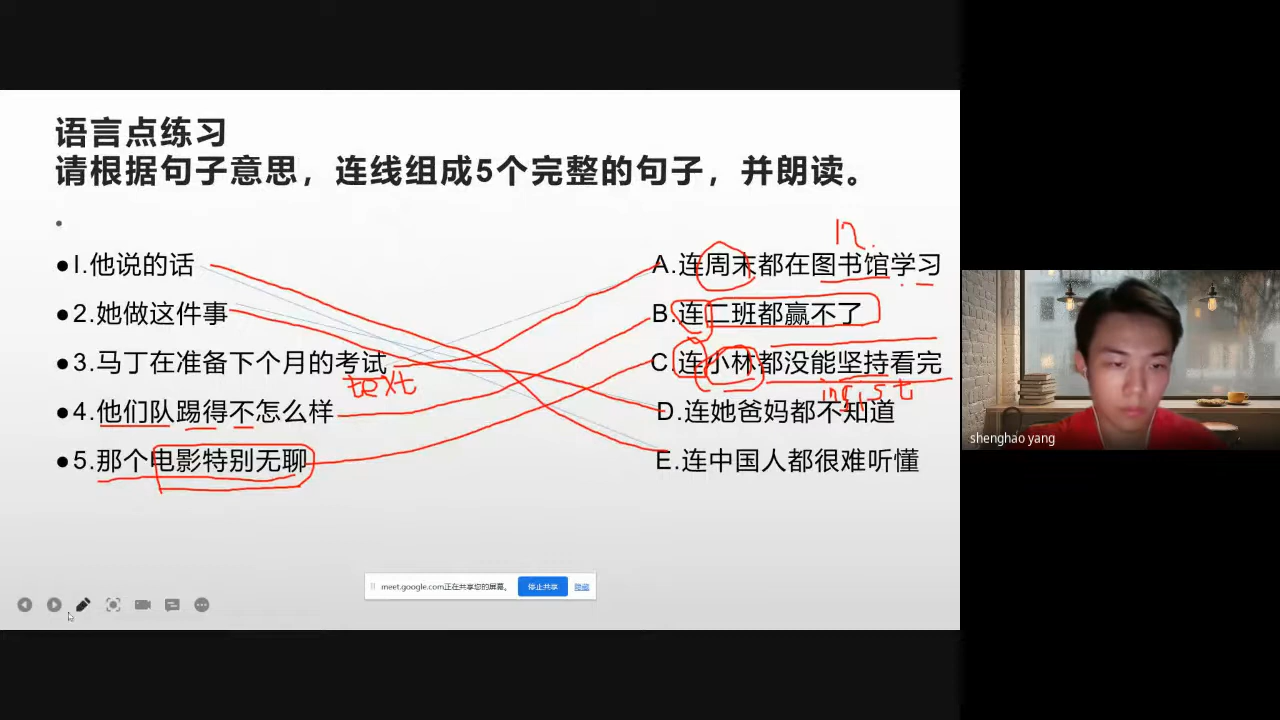 语言点练习
请根据句子意思，连线组成5个完整的句子，并朗读。
1.他说的话
2.她做这件事
3.马丁在准备下个月的考试
text
4.他们队踢得不怎么样
5.那个电影特别无聊
A.连周末都在图书馆学习
B.连二班都赢不了
C.连小林都没能坚持看完
D.连她爸妈都不知道
E.连中国人都很难听懂
meet.google.com正在共享您的屏幕。
停止共享
隐藏
shenghao yang